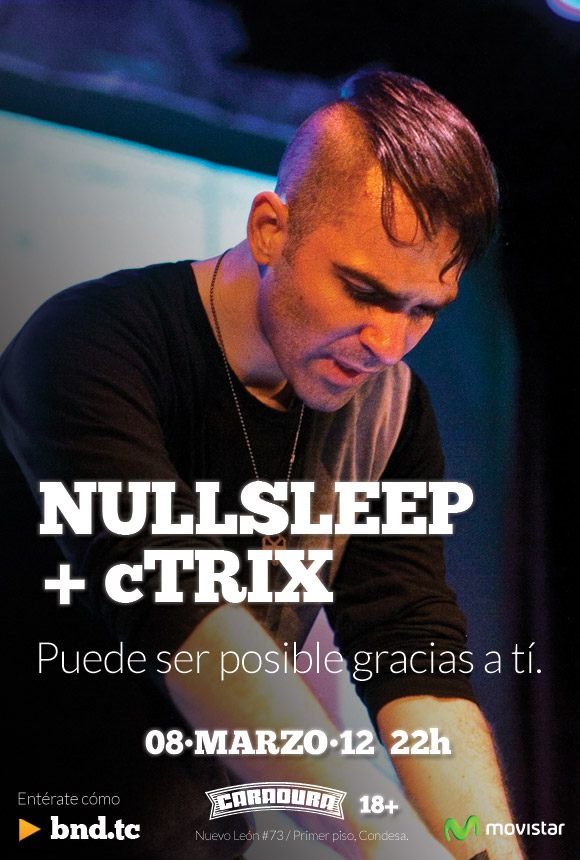 NULLSLEEP
+ cTRIX
Puede ser posible gracias a tí.
08·MARZO·12 22h
Entérate cómo
bnd.tc
CARADURA 18+
Nuevo León #73 / Primer piso, Condesa.
movistar